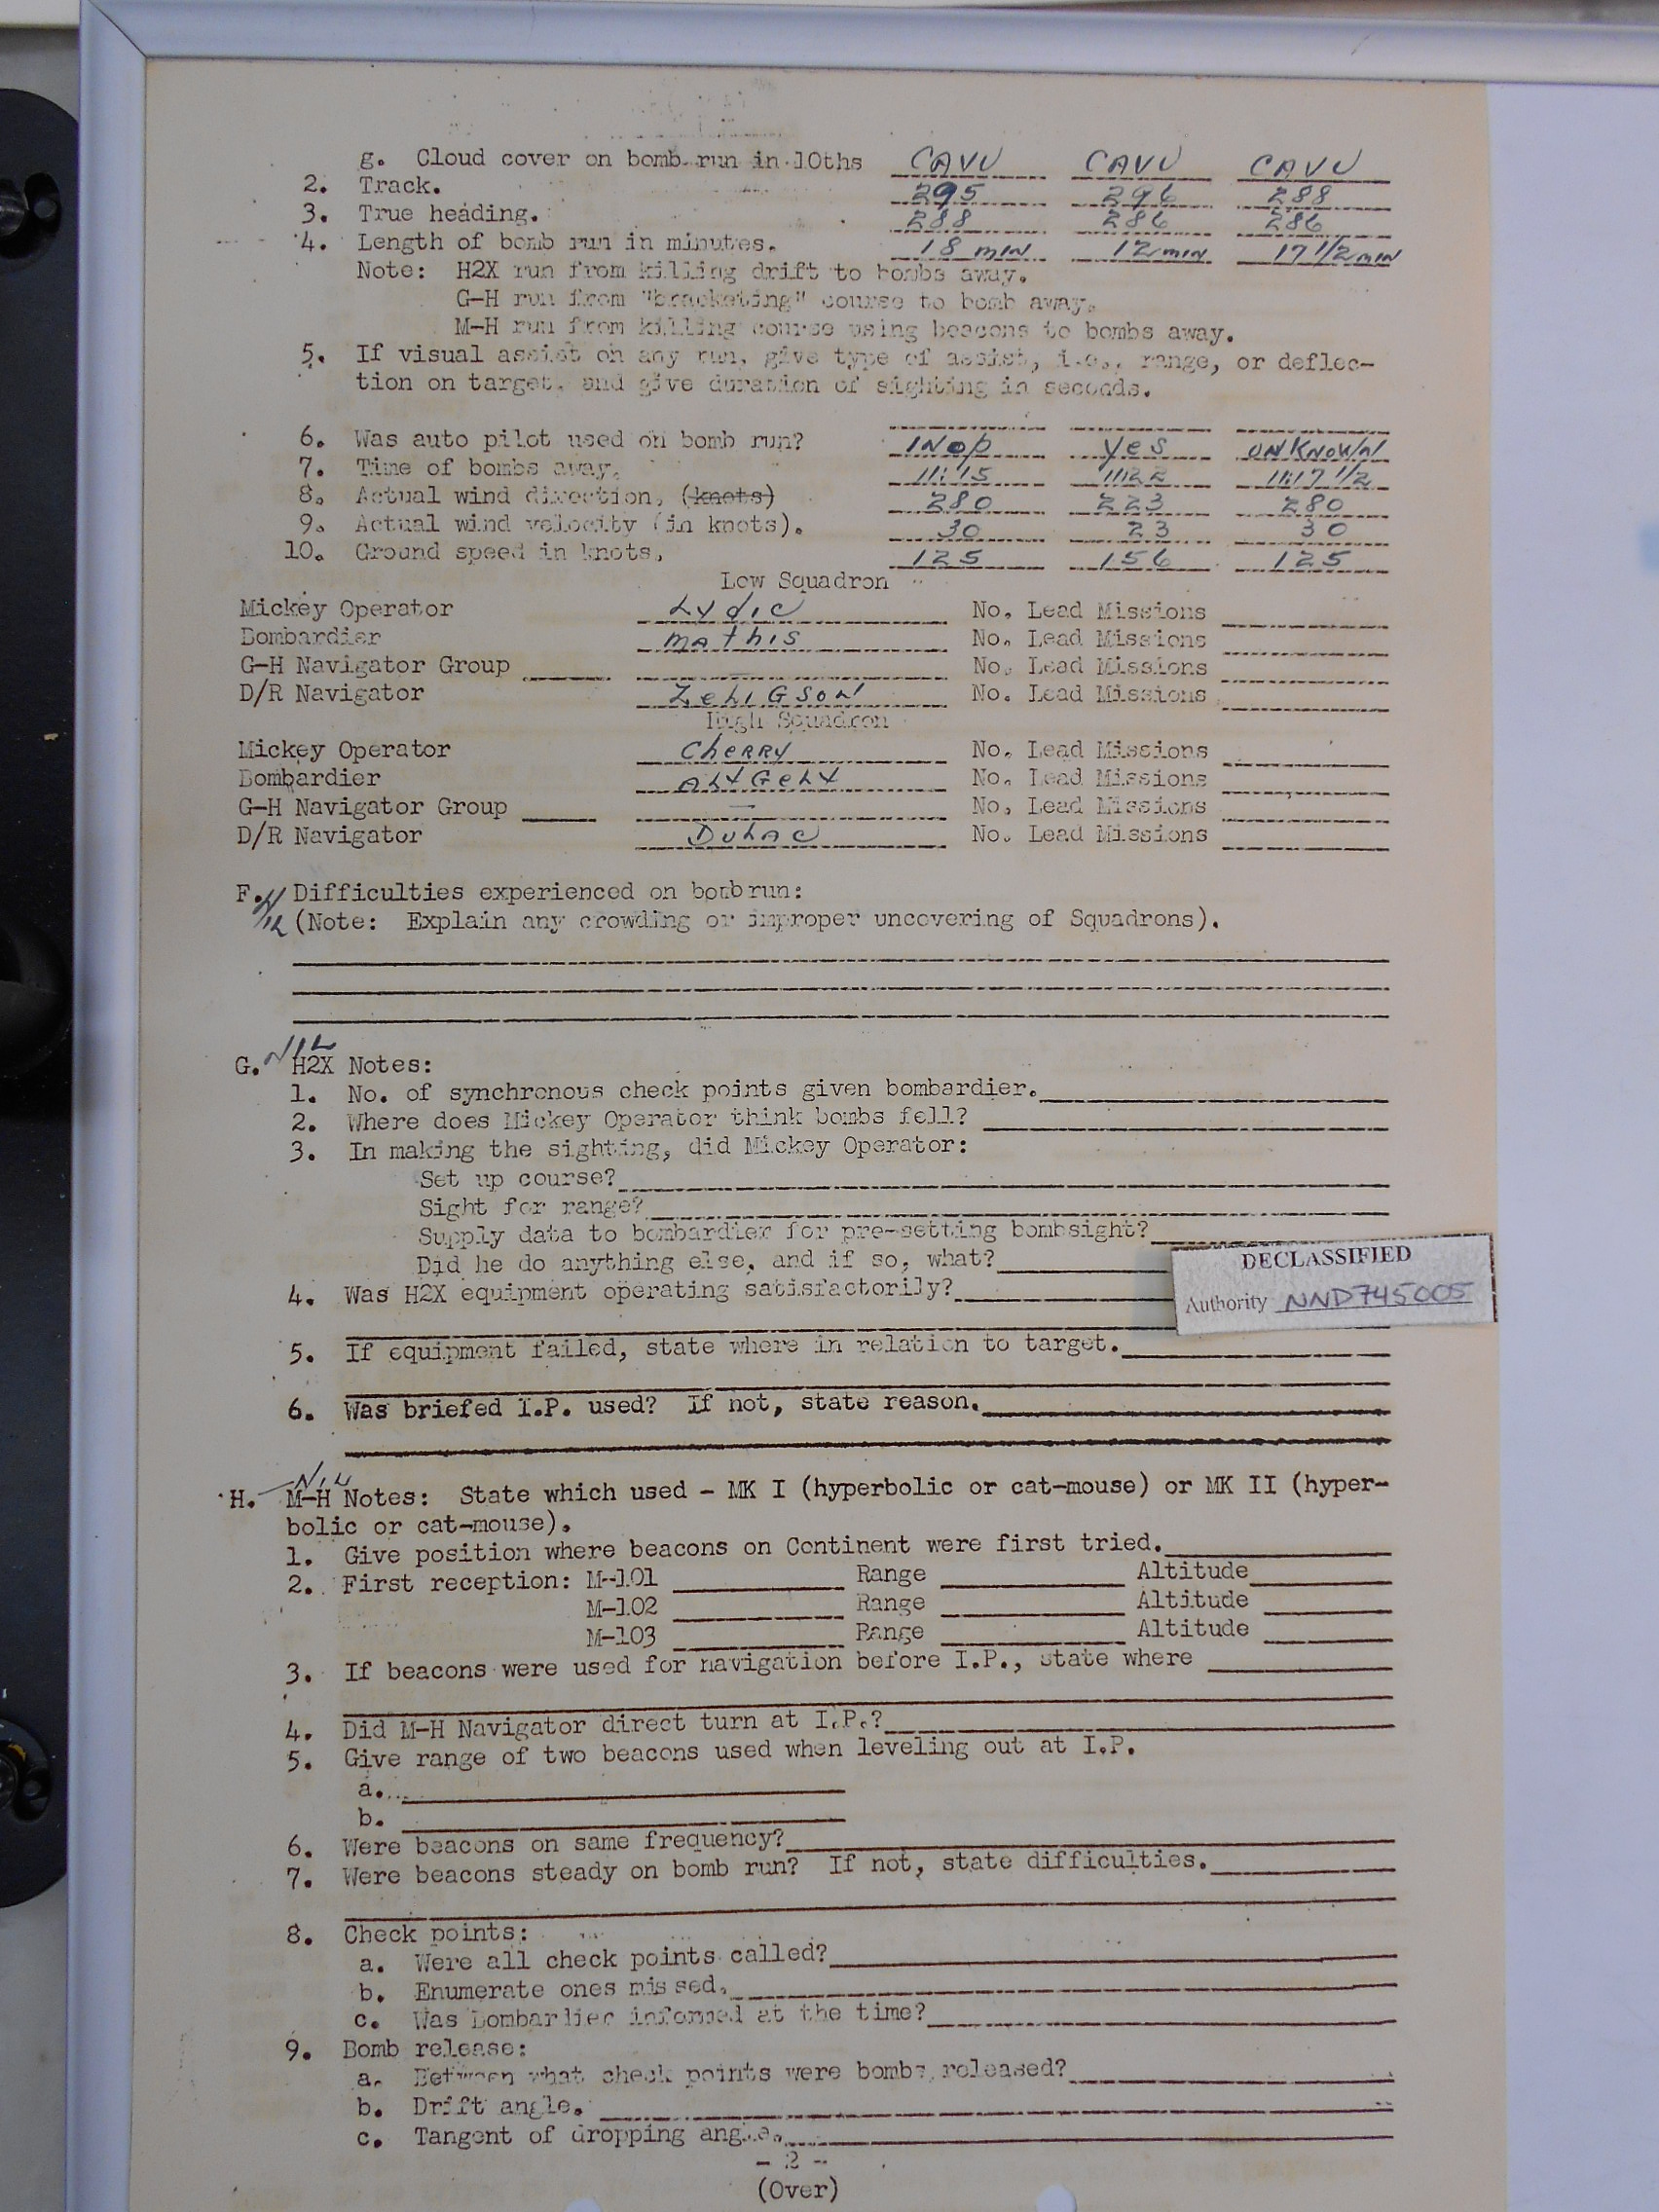 g. Cloud cover on bomb run in 10ths CAVU CAVU CAVU
2. Track. 295 296 288
3. True heading. 288 286 286
4. Length of bomb run in minutes. 18 min 12 min 17 1/2 min
Note: H2X run from killing drift to bombs away.
G-H run from "bracketing" course to bomb away.
M-H run from killing course using beacons to bombs away.
5. If visual assist on any run, give type of assist, i.e., range, or deflec-
tion on target, and give duration of sighting in seconds.
6. Was auto pilot used on bomb run? INOP Yes UNKNOWN
7. Time of bombs away. 11:15 1122 11:17 1/2
8. Actual wind direction, (knots) 280 223 280
9. Actual wind velocity (in knots). 30 23 30
10. Ground speed in knots. 125 156 125
Low Squadron
Mickey Operator Lydic No. Lead Missions
Bombardier Mathis No. Lead Missions
G-H Navigator Group — No. Lead Missions
D/R Navigator ZeLIGSON No. Lead Missions
High Squadron
Mickey Operator CheRRY No. Lead Missions
Bombardier ALTGeLT No. Lead Missions
G-H Navigator Group — No. Lead Missions
D/R Navigator DuLAC No. Lead Missions
F. Nil Difficulties experienced on bomb run:
(Note: Explain any crowding or improper uncovering of Squadrons).
G. NIL H2X Notes:
1. No. of synchronous check points given bombardier.
2. Where does Mickey Operator think bombs fell?
3. In making the sighting, did Mickey Operator:
Set up course?
Sight for range?
Supply data to bombardier for pre-setting bombsight?
Did he do anything else, and if so, what?
DECLASSIFIED
4. Was H2X equipment operating satisfactorily?
Authority NND745005
5. If equipment failed, state where in relation to target.
6. Was briefed I.P. used? If not, state reason.
NIL
H. M-H Notes: State which used - MK I (hyperbolic or cat-mouse) or MK II (hyper-
bolic or cat-mouse).
1. Give position where beacons on Continent were first tried.
2. First reception: M-101 Range Altitude
M-102 Range Altitude
M-103 Range Altitude
3. If beacons were used for navigation before I.P., state where
4. Did M-H Navigator direct turn at I.P.?
5. Give range of two beacons used when leveling out at I.P.
a.
b.
6. Were beacons on same frequency?
7. Were beacons steady on bomb run? If not, state difficulties.
8. Check points:
a. Were all check points called?
b. Enumerate ones missed.
c. Was bombardier informed at the time?
9. Bomb release:
a. Between what check points were bombs released?
b. Drift angle.
c. Tangent of dropping angle.
- 2 -
(Over)